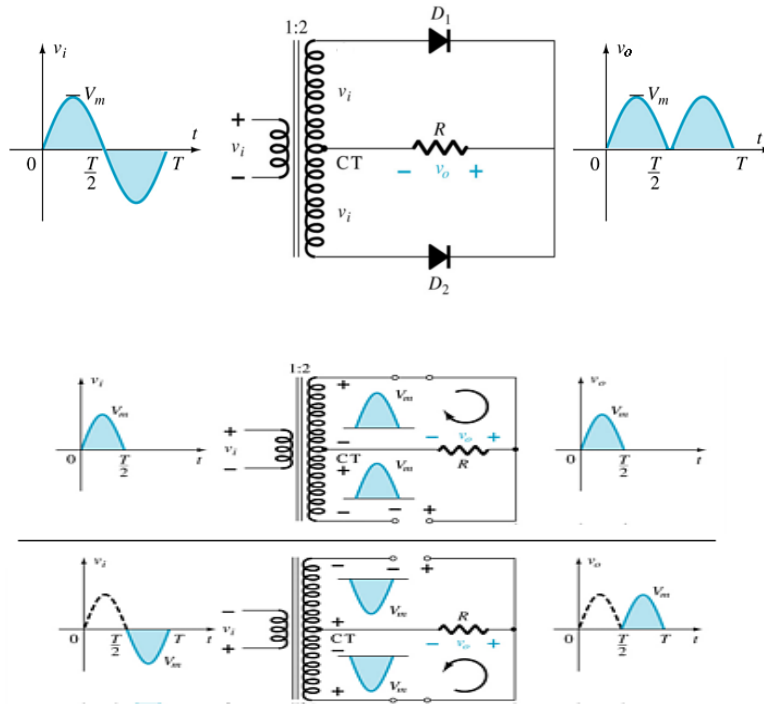 D1
1:2
vi
vo
Vm
vi
Vm
+
t
R
t
0
T/2
T
vi
CT
0
T/2
T
−
− vo +
vi
D2
1:2
vi
+
Vm
vo
Vm
Vm
+
−
− vo +
vi
CT
R
0
T/2
t
−
+
Vm
0
T/2
t
−
− +
vi
−
− +
vo
Vm
−
Vm
R
0
T/2
T
t
vi
+
CT
− vo +
0
T/2
T
t
Vm
+
−
Vm
+